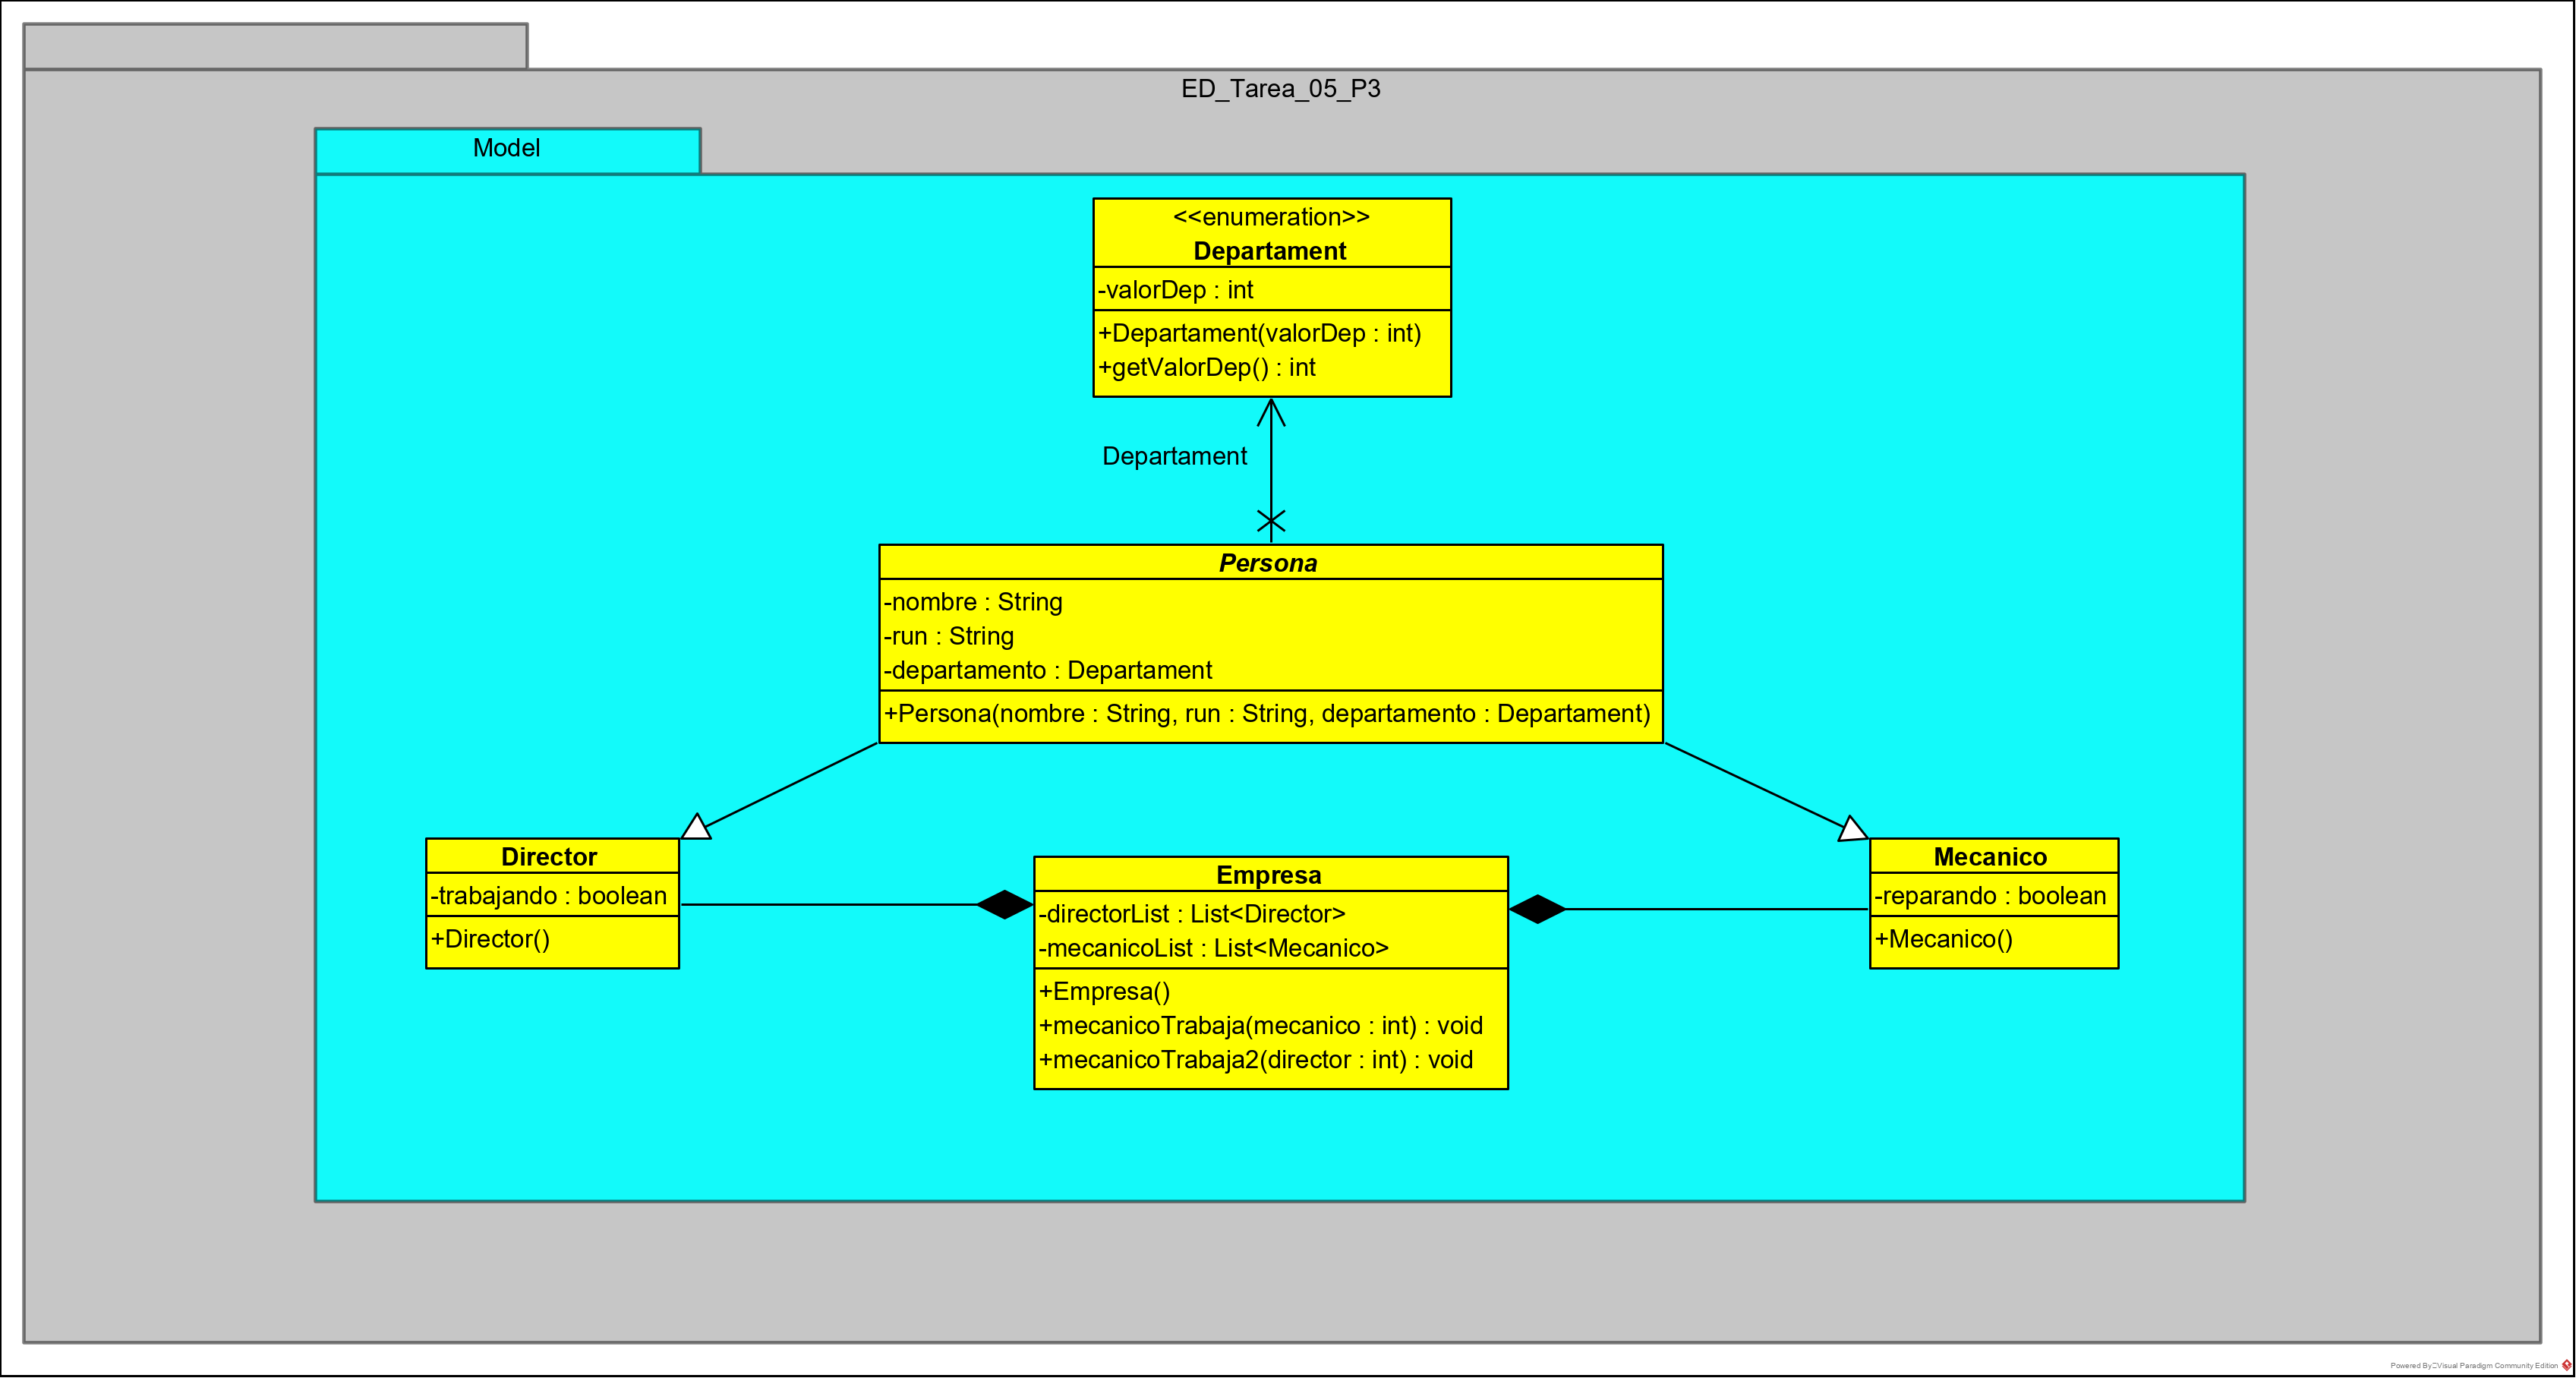 ED_Tarea_05_P3
Model
<<enumeration>>
Departament
-valorDep : int
+Departament(valorDep : int)
+getValorDep() : int
Departament
Persona
-nombre : String
-run : String
-departamento : Departament
+Persona(nombre : String, run : String, departamento : Departament)
Director
-trabajando : boolean
+Director()
Empresa
-directorList : List<Director>
-mecanicoList : List<Mecanico>
+Empresa()
+mecanicoTrabaja(mecanico : int) : void
+mecanicoTrabaja2(director : int) : void
Mecanico
-reparando : boolean
+Mecanico()
Powered By Visual Paradigm Community Edition